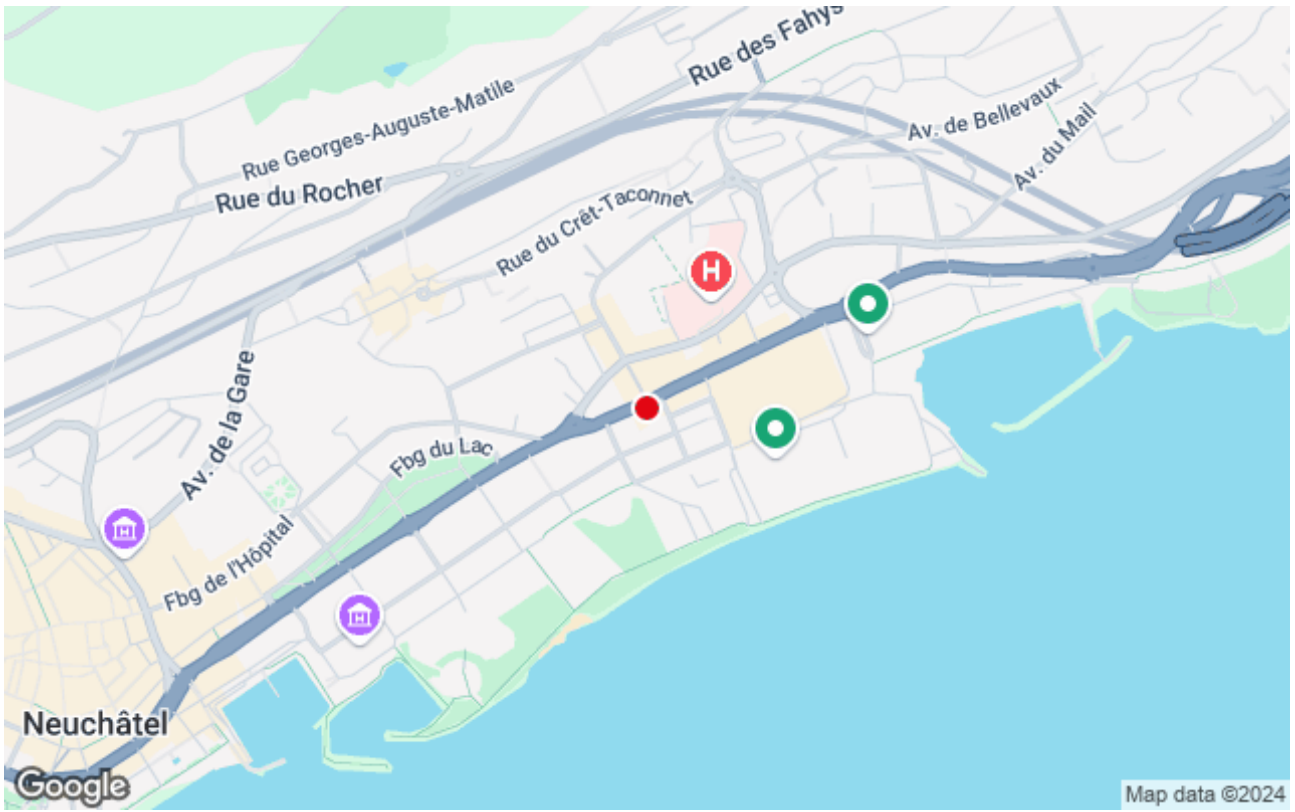 Rue des Fahys
Rue Georges-Auguste-Matile
Av. de Bellevaux
Av. du Mail
Rue du Rocher
Rue du Crêt-Taconnet
H
Av. de la Gare
Fbg du Lac
H
Fbg de l'Hôpital
H
Neuchâtel
Google
Map data ©2024